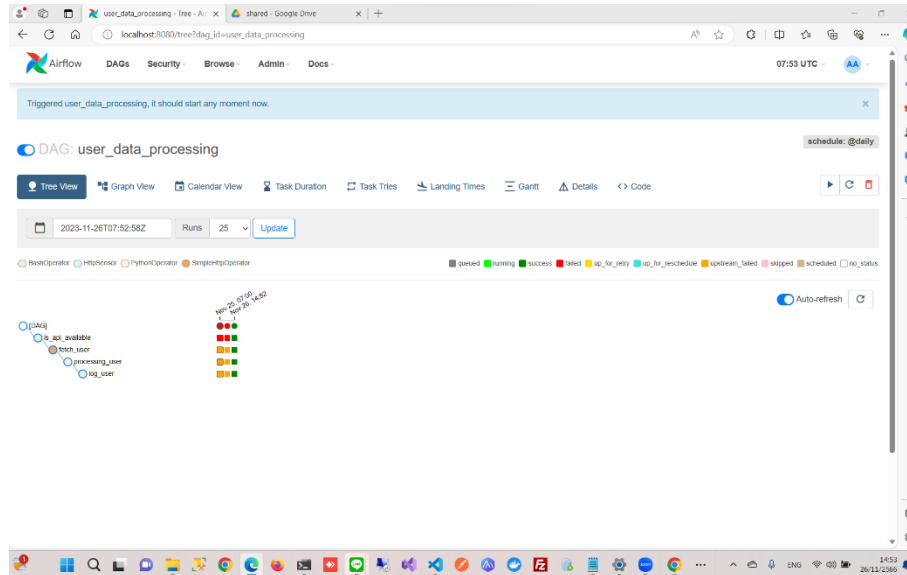 user_data_processing - Tree - Air
shared - Google Drive
localhost:8080/tree?dag_id=user_data_processing
Airflow DAGs Security Browse Admin Docs 07:53 UTC AA
Triggered user_data_processing, it should start any moment now. ×
DAG: user_data_processing schedule: @daily
Tree View Graph View Calendar View Task Duration Task Tries Landing Times Gantt Details <> Code
2023-11-26T07:52:58Z Runs 25 Update
BashOperator HttpSensor PythonOperator SimpleHttpOperator queued running success failed up_for_retry up_for_reschedule upstream_failed skipped scheduled no_status
Nov 25, 07:00
Nov 26, 14:52
Auto-refresh
[DAG]
is_api_available
fetch_user
processing_user
log_user
ENG 14:53
26/11/2566